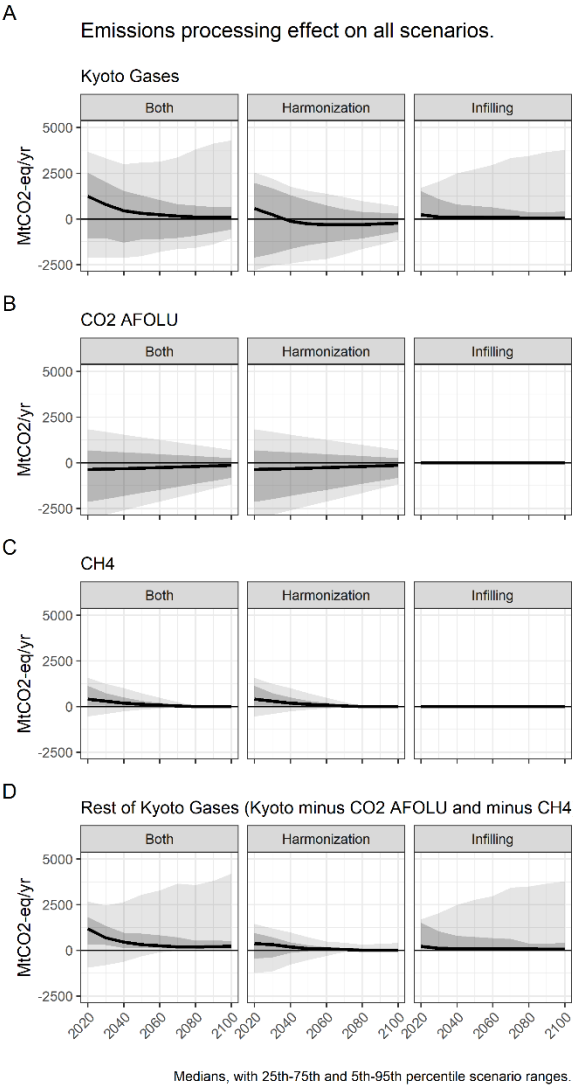 A
Emissions processing effect on all scenarios.
Kyoto Gases
Both Harmonization Infilling
5000
2500
0
-2500
MtCO2-eq/yr
B
CO2 AFOLU
Both Harmonization Infilling
5000
2500
0
-2500
MtCO2/yr
C
CH4
Both Harmonization Infilling
5000
2500
0
-2500
MtCO2-eq/yr
D
Rest of Kyoto Gases (Kyoto minus CO2 AFOLU and minus CH4
Both Harmonization Infilling
5000
2500
0
-2500
MtCO2-eq/yr
2020 2040 2060 2080 2100 2020 2040 2060 2080 2100 2020 2040 2060 2080 2100
Medians, with 25th-75th and 5th-95th percentile scenario ranges.